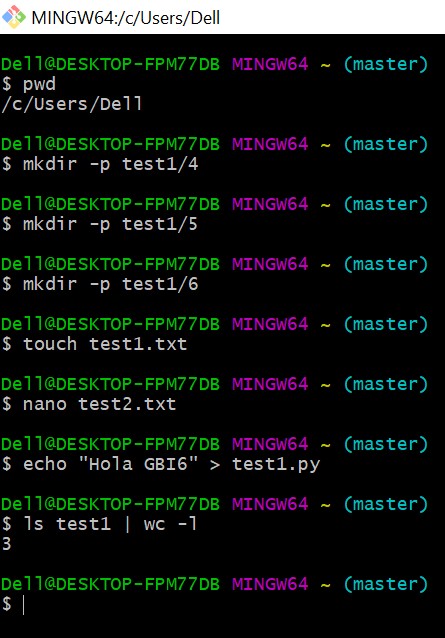 MINGW64:/c/Users/Dell
Dell@DESKTOP-FPM77DB MINGW64 ~ (master)
$ pwd
/c/Users/Dell
Dell@DESKTOP-FPM77DB MINGW64 ~ (master)
$ mkdir -p test1/4
Dell@DESKTOP-FPM77DB MINGW64 ~ (master)
$ mkdir -p test1/5
Dell@DESKTOP-FPM77DB MINGW64 ~ (master)
$ mkdir -p test1/6
Dell@DESKTOP-FPM77DB MINGW64 ~ (master)
$ touch test1.txt
Dell@DESKTOP-FPM77DB MINGW64 ~ (master)
$ nano test2.txt
Dell@DESKTOP-FPM77DB MINGW64 ~ (master)
$ echo "Hola GBI6" > test1.py
Dell@DESKTOP-FPM77DB MINGW64 ~ (master)
$ ls test1 | wc -l
3
Dell@DESKTOP-FPM77DB MINGW64 ~ (master)
$